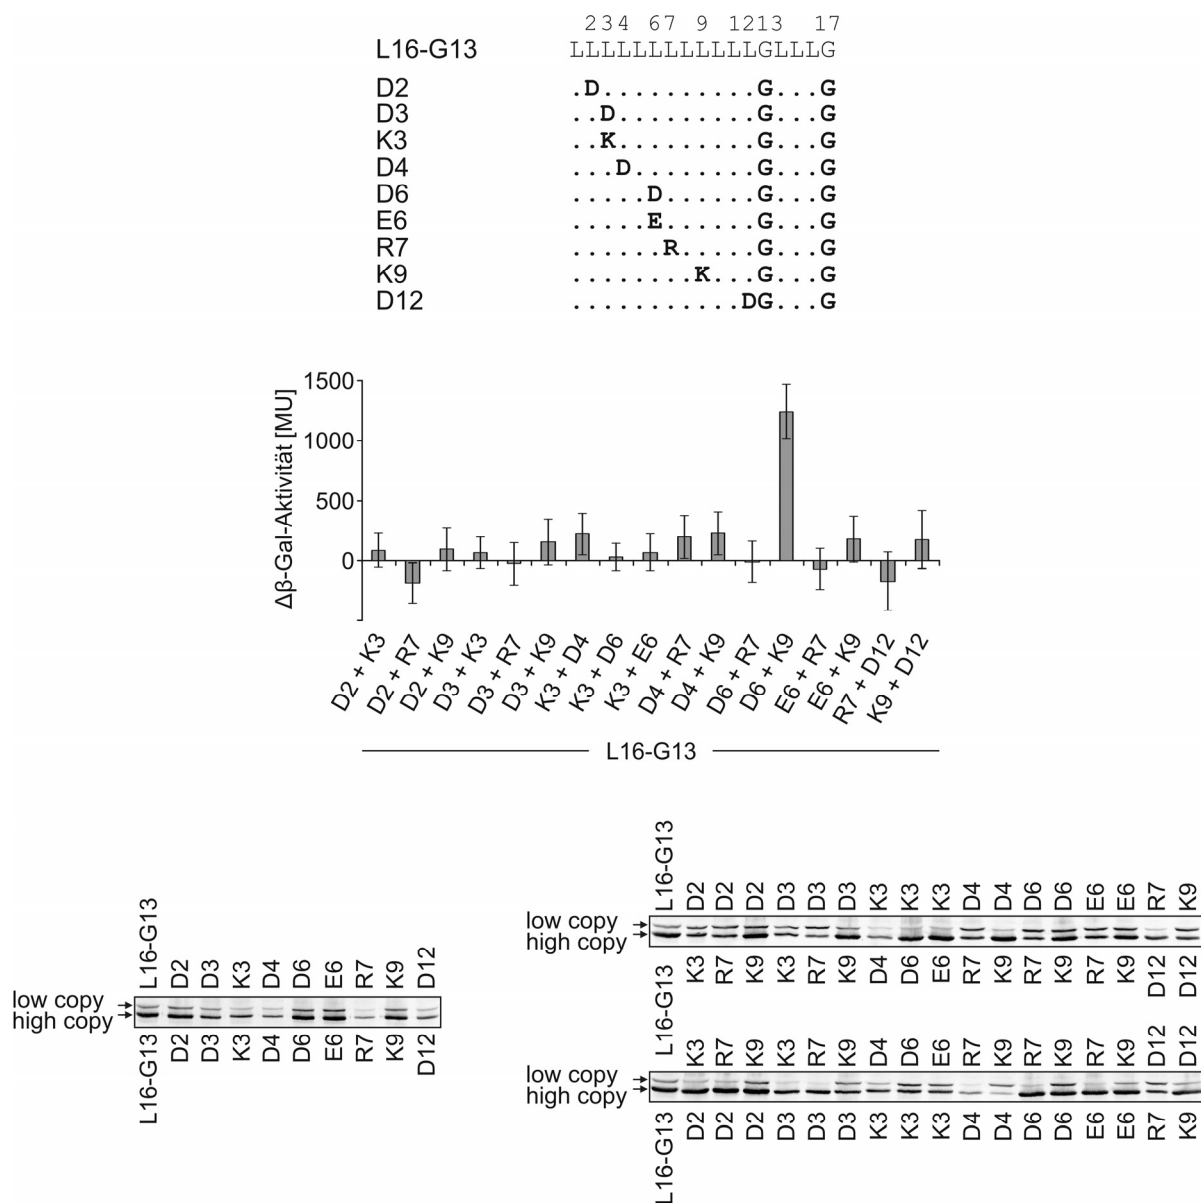 2 3 4 6 7 9 12 13 17
L16-G13 LLLLLLLLLLLLGLLLG
D2 .D..........G...G
D3 ..D.........G...G
K3 ..K.........G...G
D4 ...D........G...G
D6 .....D......G...G
E6 .....E......G...G
R7 ......R.....G...G
K9 ........K...G...G
D12 ...........DG...G
Δβ-Gal-Aktivität [MU]
1500
1000
500
0
D2 + K3
D2 + R7
D2 + K9
D3 + K3
D3 + R7
D3 + K9
K3 + D4
K3 + D6
K3 + E6
D4 + R7
D4 + K9
D6 + R7
D6 + K9
E6 + R7
E6 + K9
R7 + D12
K9 + D12
L16-G13
L16-G13 D2 D3 K3 D4 D6 E6 R7 K9 D12
low copy
high copy
L16-G13 D2 D3 K3 D4 D6 E6 R7 K9 D12
L16-G13 D2 D2 D2 D3 D3 D3 K3 K3 K3 D4 D4 D6 D6 E6 E6 R7 K9
low copy
high copy
L16-G13 K3 R7 K9 K3 R7 K9 D4 D6 E6 R7 K9 R7 K9 R7 K9 D12 D12
L16-G13 K3 R7 K9 K3 R7 K9 D4 D6 E6 R7 K9 R7 K9 R7 K9 D12 D12
low copy
high copy
L16-G13 D2 D2 D2 D3 D3 D3 K3 K3 K3 D4 D4 D6 D6 E6 E6 R7 K9